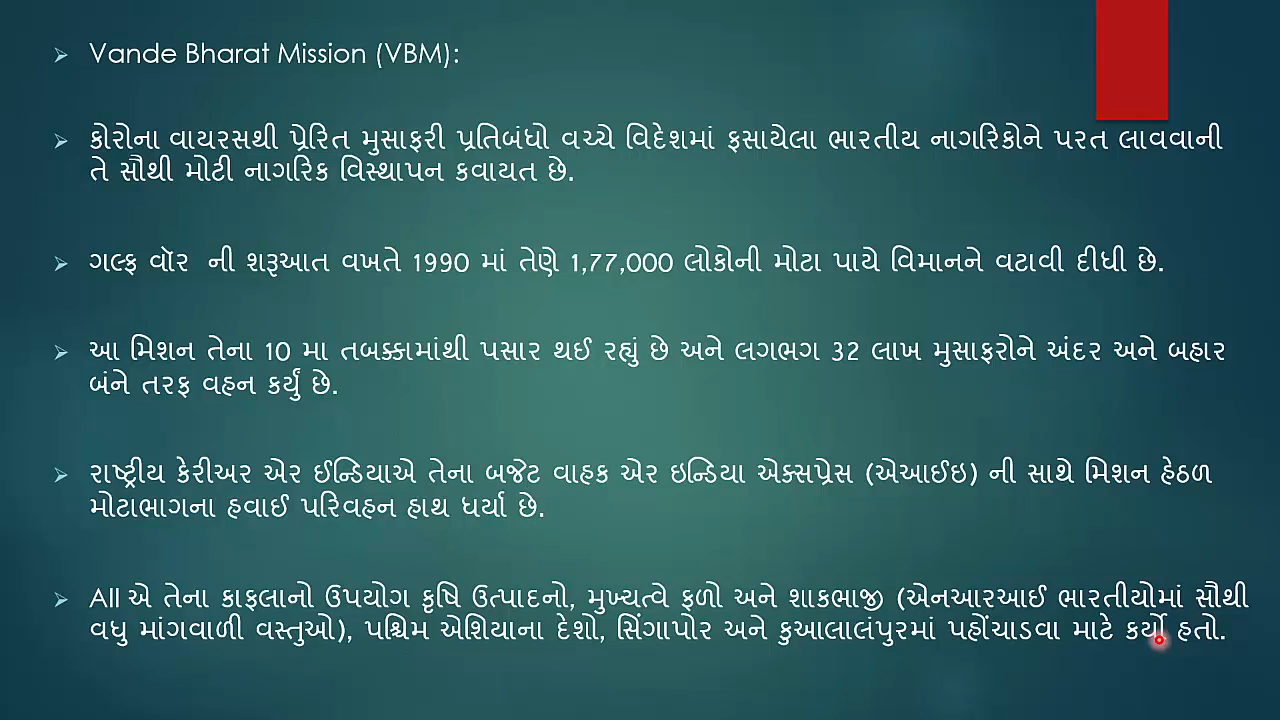 Vande Bharat Mission (VBM):
કોરોના વાયરસથી પ્રેરિત મુસાફરી પ્રતિબંધો વચ્ચે વિદેશમાં ફસાયેલા ભારતીય નાગરિકોને પરત લાવવાની
તે સૌથી મોટી નાગરિક વિસ્થાપન કવાયત છે.
ગલ્ફ વૉર ની શરૂઆત વખતે 1990 માં તેણે 1,77,000 લોકોની મોટા પાયે વિમાનને વટાવી દીધી છે.
આ મિશન તેના 10 મા તબક્કામાંથી પસાર થઈ રહ્યું છે અને લગભગ 32 લાખ મુસાફરોને અંદર અને બહાર
બંને તરફ વહન કર્યું છે.
રાષ્ટ્રીય કેરીઅર એર ઈન્ડિયાએ તેના બજેટ વાહક એર ઇન્ડિયા એક્સપ્રેસ (એઆઈઇ) ની સાથે મિશન હેઠળ
મોટાભાગના હવાઈ પરિવહન હાથ ધર્યા છે.
All એ તેના કાફલાનો ઉપયોગ કૃષિ ઉત્પાદનો, મુખ્યત્વે ફળો અને શાકભાજી (એનઆરઆઈ ભારતીયોમાં સૌથી
વધુ માંગવાળી વસ્તુઓ), પશ્ચિમ એશિયાના દેશો, સિંગાપોર અને કુઆલાલંપુરમાં પહોંચાડવા માટે કર્યો હતો.